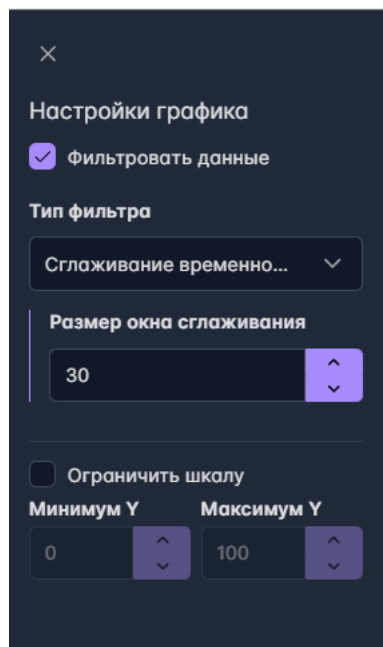 Настройки графика
Фильтровать данные
Тип фильтра
Сглаживание временно...
Размер окна сглаживания
30
Ограничить шкалу
Минимум Y Максимум Y
0 100